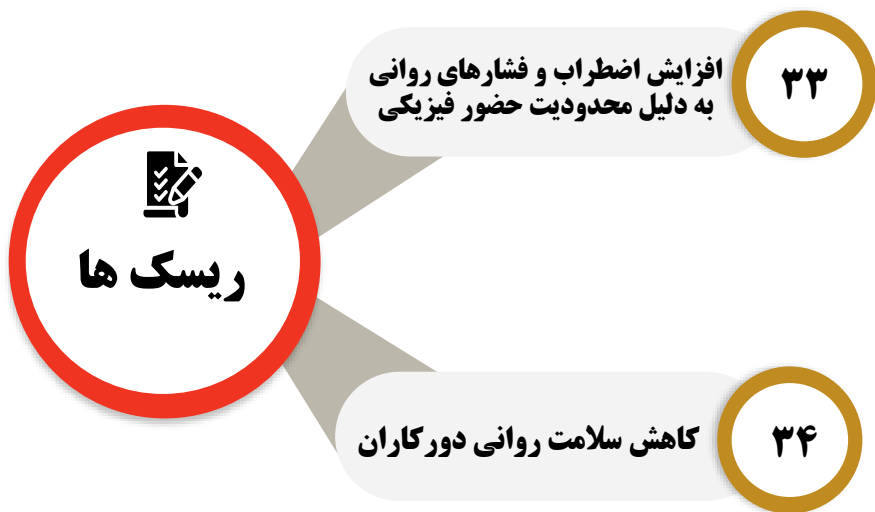 ریسک ها
۳۳
افزایش اضطراب و فشارهای روانی
به دلیل محدودیت حضور فیزیکی
۳۴
کاهش سلامت روانی دورکاران